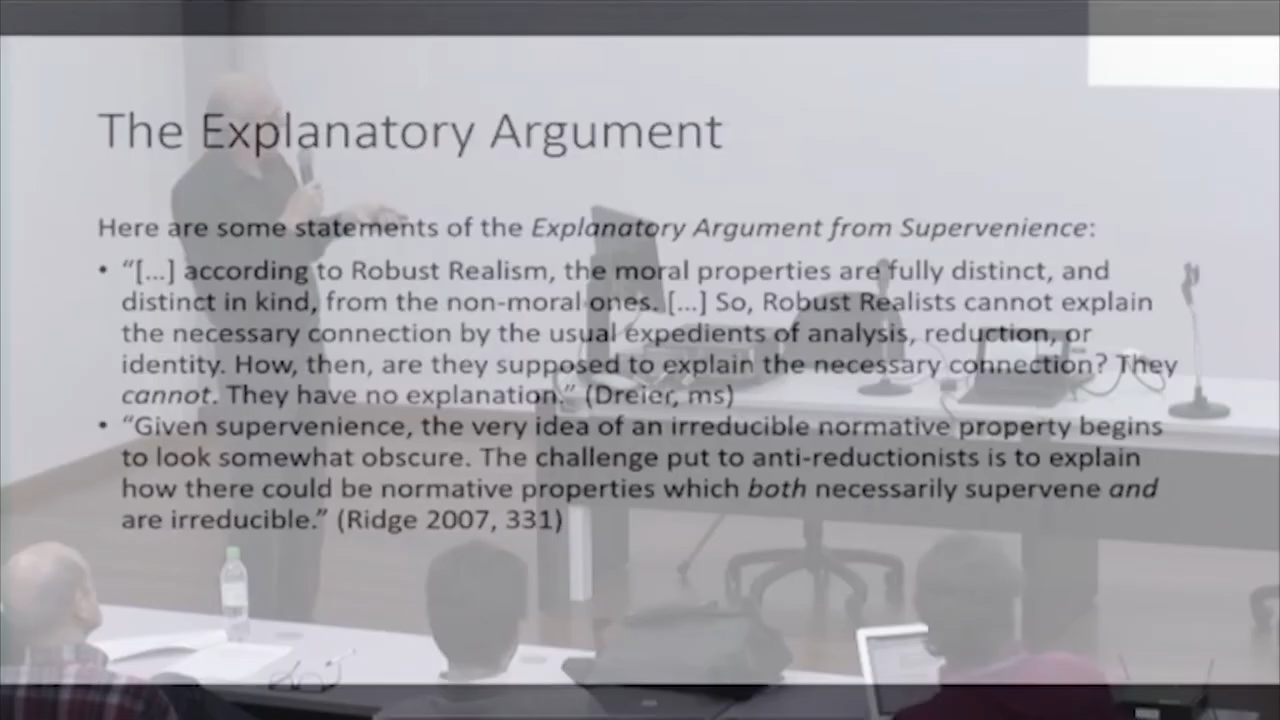 The Explanatory Argument
Here are some statements of the Explanatory Argument from Supervenience:
• “[…] according to Robust Realism, the moral properties are fully distinct, and
distinct in kind, from the non-moral ones. […] So, Robust Realists cannot explain
the necessary connection by the usual expedients of analysis, reduction, or
identity. How, then, are they supposed to explain the necessary connection? They
cannot. They have no explanation.” (Dreier, ms)
• “Given supervenience, the very idea of an irreducible normative property begins
to look somewhat obscure. The challenge put to anti-reductionists is to explain
how there could be normative properties which both necessarily supervene and
are irreducible.” (Ridge 2007, 331)